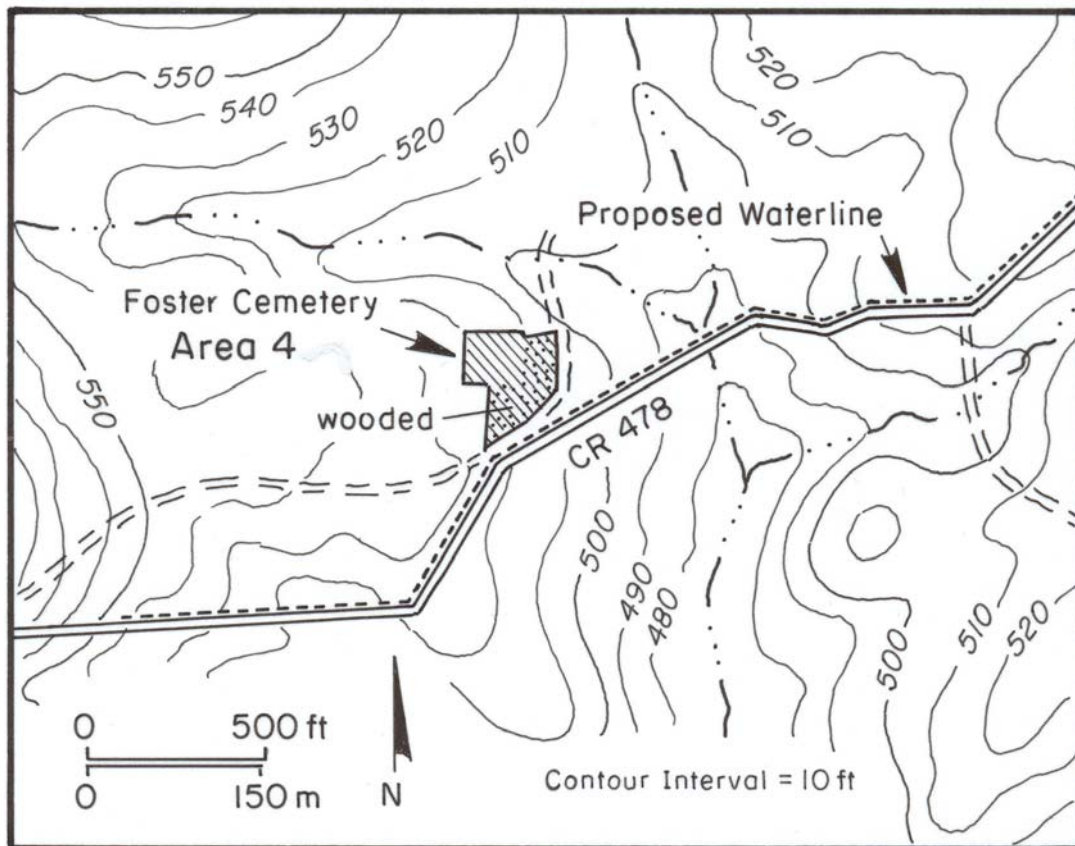 550
540
530
520
510
520
510
Proposed Waterline
Foster Cemetery
Area 4
wooded
550
CR 478
500
490
480
500
510
520
0 500 ft
0 150 m
N
Contour Interval = 10 ft